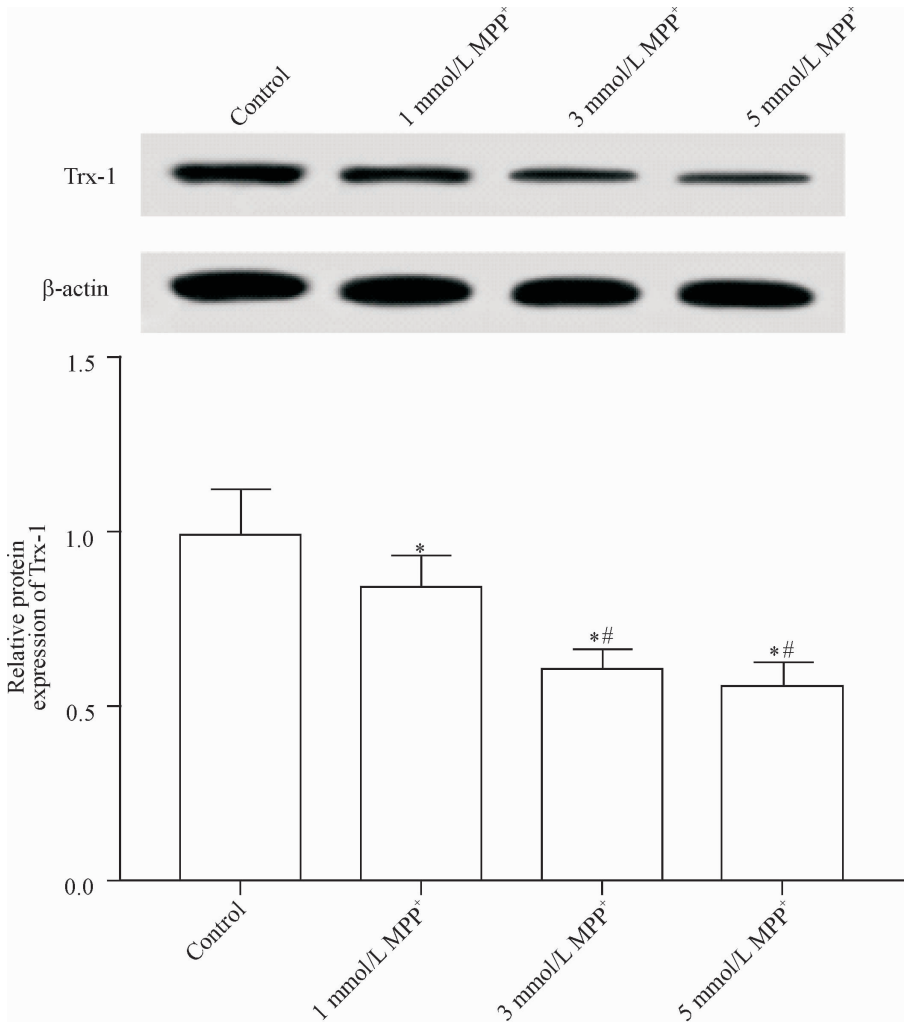 Control
1 mmol/L MPP⁺
3 mmol/L MPP⁺
5 mmol/L MPP⁺
Trx-1
β-actin
1.5
1.0
0.5
0.0
Relative protein
expression of Trx-1
*
*#
*#
Control
1 mmol/L MPP⁺
3 mmol/L MPP⁺
5 mmol/L MPP⁺